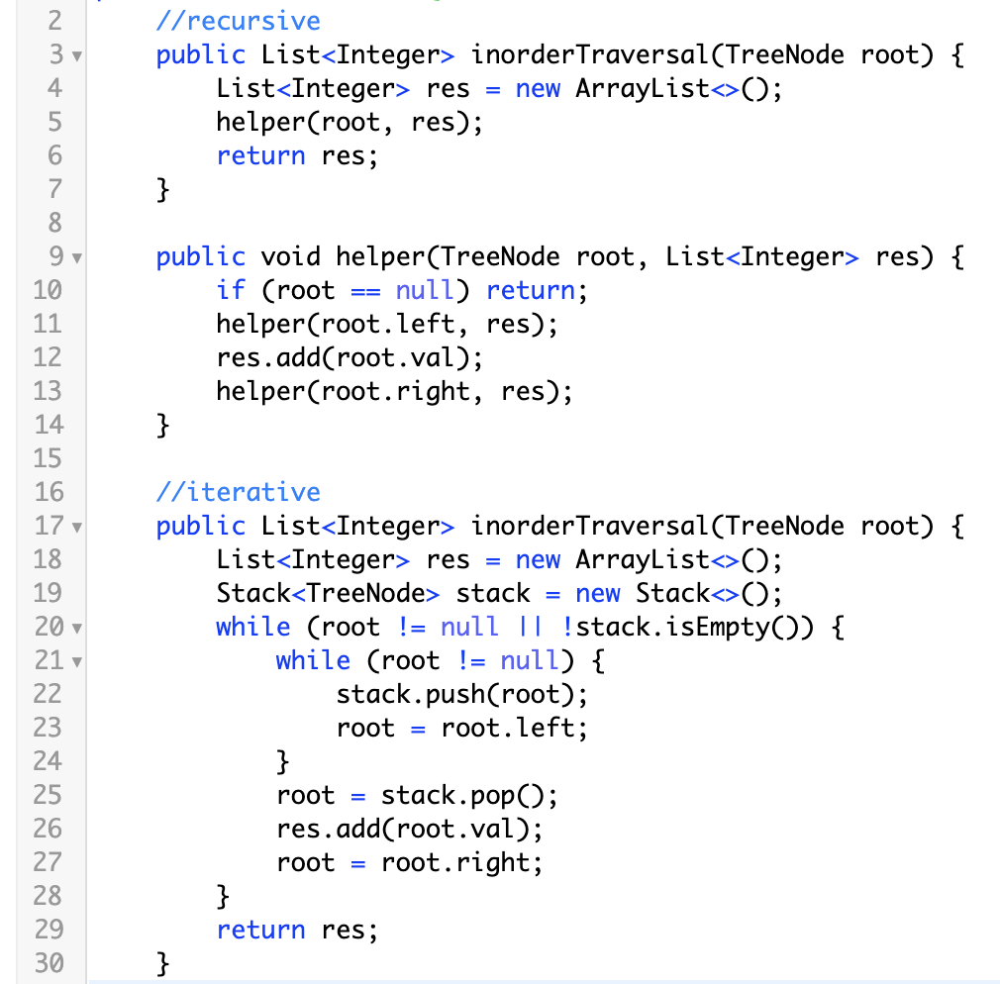 2 //recursive
3 public List<Integer> inorderTraversal(TreeNode root) {
4 List<Integer> res = new ArrayList<>();
5 helper(root, res);
6 return res;
7 }
8
9 public void helper(TreeNode root, List<Integer> res) {
10 if (root == null) return;
11 helper(root.left, res);
12 res.add(root.val);
13 helper(root.right, res);
14 }
15
16 //iterative
17 public List<Integer> inorderTraversal(TreeNode root) {
18 List<Integer> res = new ArrayList<>();
19 Stack<TreeNode> stack = new Stack<>();
20 while (root != null || !stack.isEmpty()) {
21 while (root != null) {
22 stack.push(root);
23 root = root.left;
24 }
25 root = stack.pop();
26 res.add(root.val);
27 root = root.right;
28 }
29 return res;
30 }